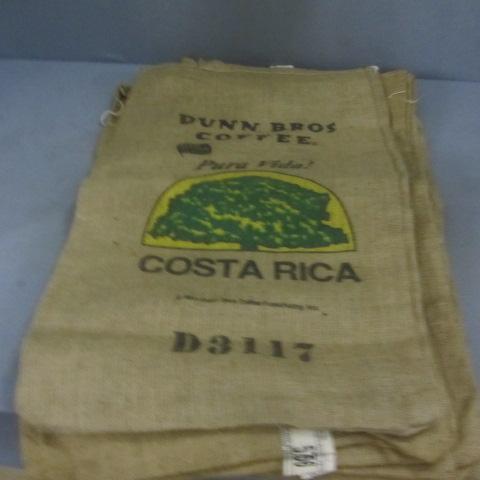 DUNN BROS
COFFEE
Pura Vida!
COSTA RICA
D3117